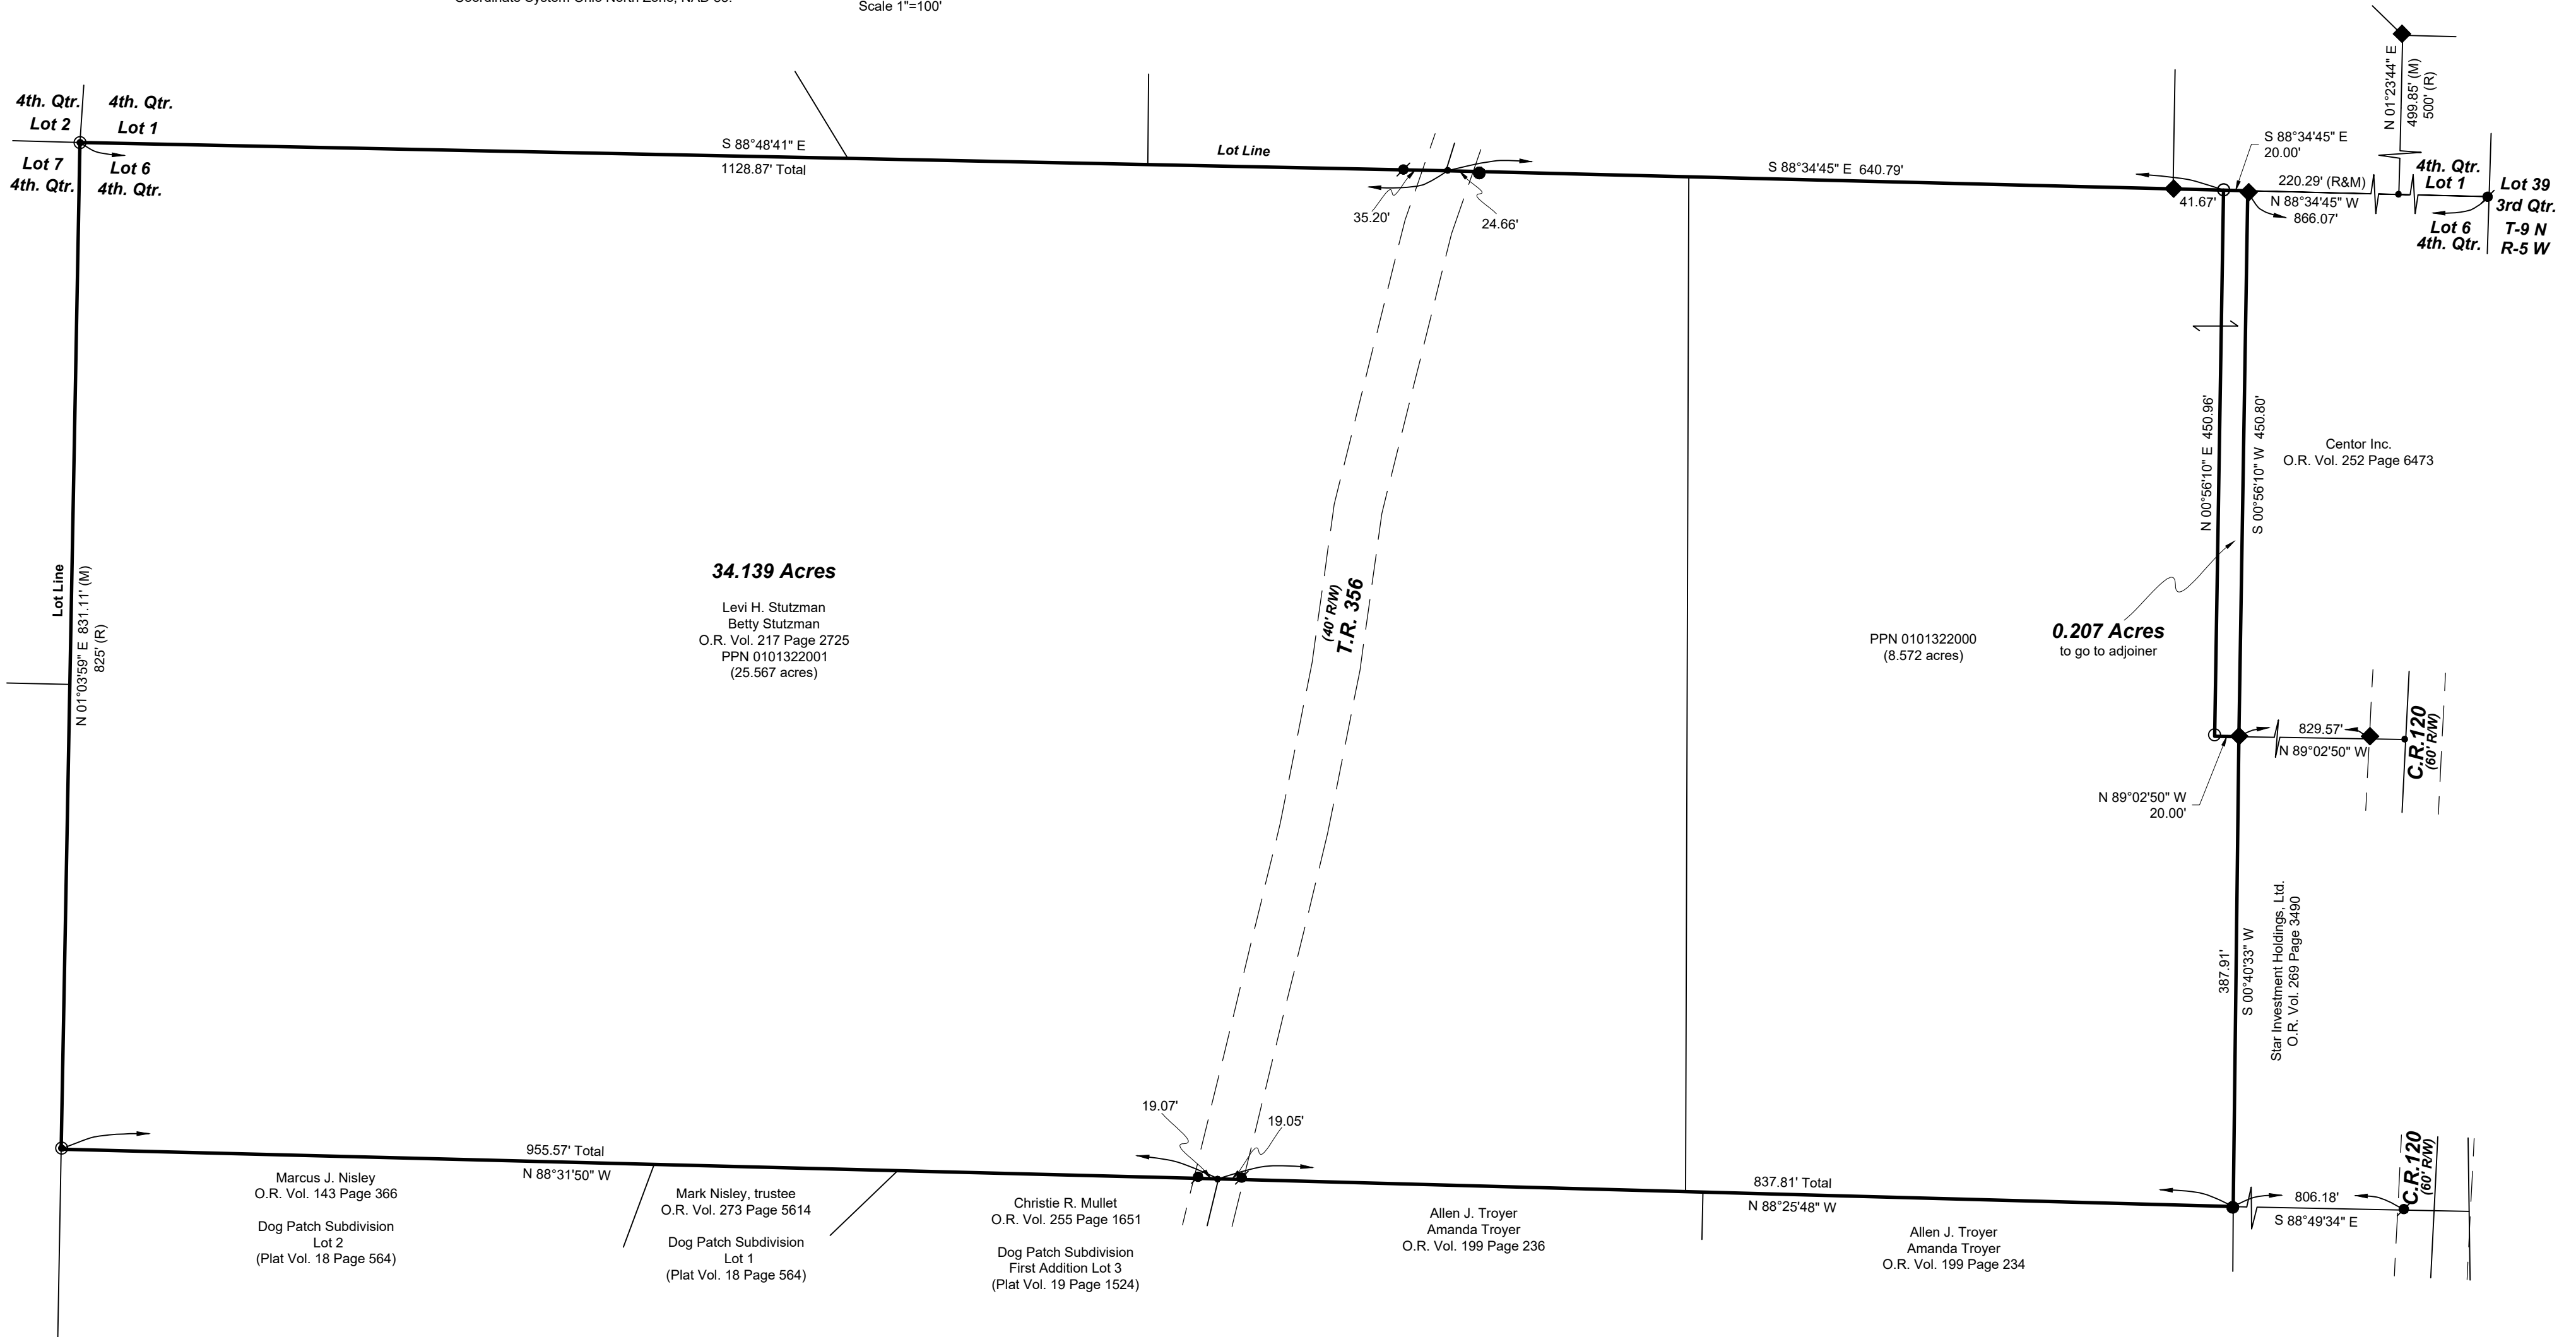 Scale 1"=100'
4th. Qtr.
Lot 2
4th. Qtr.
Lot 1
Lot 7
4th. Qtr.
Lot 6
4th. Qtr.
S 88°48'41" E
1128.87' Total
Lot Line
35.20'
24.66'
S 88°34'45" E 640.79'
41.67'
S 88°34'45" E
20.00'
220.29' (R&M)
N 88°34'45" W
866.07'
N 01°23'44" E
499.85' (M)
500' (R)
4th. Qtr.
Lot 1
Lot 39
3rd Qtr.
Lot 6
4th. Qtr.
T-9 N
R-5 W
Lot Line
N 01°03'59" E 831.11' (M)
825' (R)
34.139 Acres
Levi H. Stutzman
Betty Stutzman
O.R. Vol. 217 Page 2725
PPN 0101322001
(25.567 acres)
(40' R/W)
T.R. 356
PPN 0101322000
(8.572 acres)
0.207 Acres
to go to adjoiner
N 00°56'10" E 450.96'
S 00°56'10" W 450.80'
Centor Inc.
O.R. Vol. 252 Page 6473
829.57'
N 89°02'50" W
C.R.120
(60' R/W)
N 89°02'50" W
20.00'
387.91'
S 00°40'33" W
Star Investment Holdings, Ltd.
O.R. Vol. 269 Page 3490
955.57' Total
N 88°31'50" W
19.07'
19.05'
837.81' Total
N 88°25'48" W
806.18'
S 88°49'34" E
C.R.120
(60' R/W)
Marcus J. Nisley
O.R. Vol. 143 Page 366
Dog Patch Subdivision
Lot 2
(Plat Vol. 18 Page 564)
Mark Nisley, trustee
O.R. Vol. 273 Page 5614
Dog Patch Subdivision
Lot 1
(Plat Vol. 18 Page 564)
Christie R. Mullet
O.R. Vol. 255 Page 1651
Dog Patch Subdivision
First Addition Lot 3
(Plat Vol. 19 Page 1524)
Allen J. Troyer
Amanda Troyer
O.R. Vol. 199 Page 236
Allen J. Troyer
Amanda Troyer
O.R. Vol. 199 Page 234